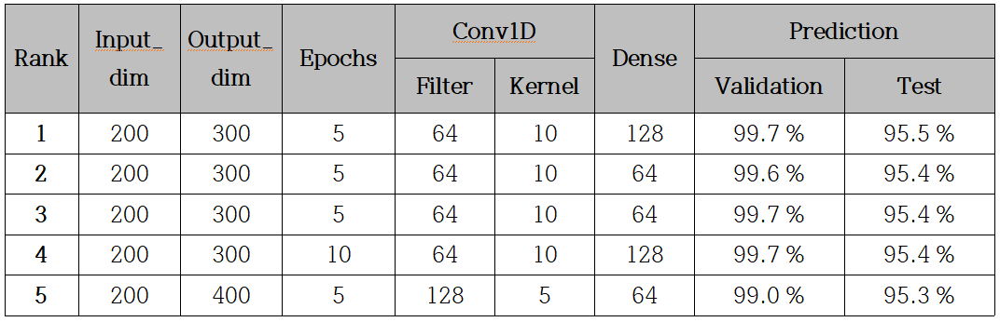 Rank Input_ Output_ Epochs Conv1D Dense Prediction
dim dim
Filter Kernel Validation Test
1 200 300 5 64 10 128 99.7 % 95.5 %
2 200 300 5 64 10 64 99.6 % 95.4 %
3 200 300 5 64 10 64 99.7 % 95.4 %
4 200 300 10 64 10 128 99.7 % 95.4 %
5 200 400 5 128 5 64 99.0 % 95.3 %